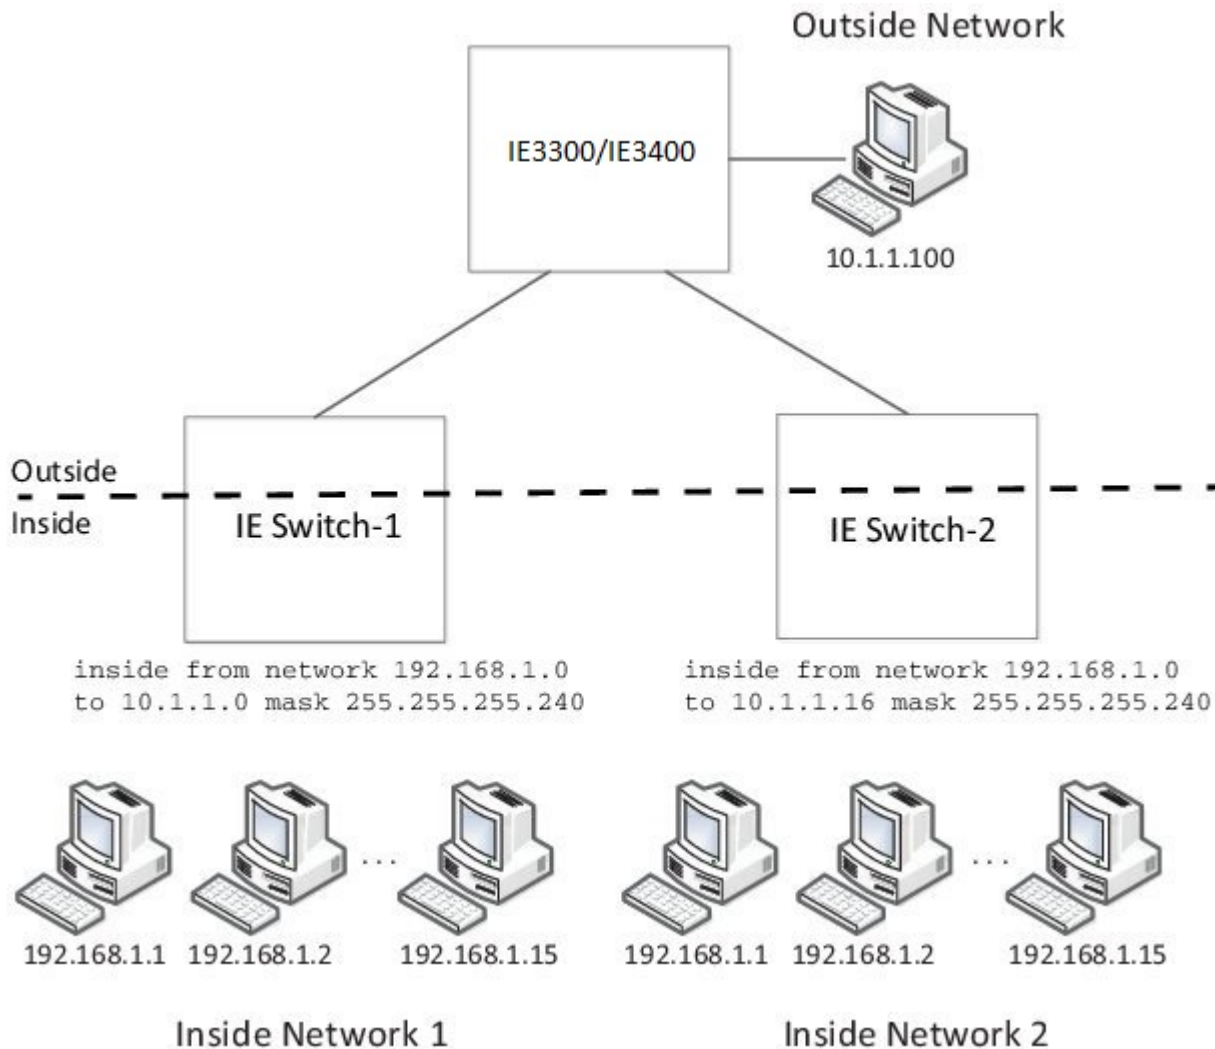 Outside Network
IE3300/IE3400
10.1.1.100
Outside
Inside
IE Switch-1
IE Switch-2
inside from network 192.168.1.0
to 10.1.1.0 mask 255.255.255.240
inside from network 192.168.1.0
to 10.1.1.16 mask 255.255.255.240
...
...
192.168.1.1
192.168.1.2
192.168.1.15
192.168.1.1
192.168.1.2
192.168.1.15
Inside Network 1
Inside Network 2